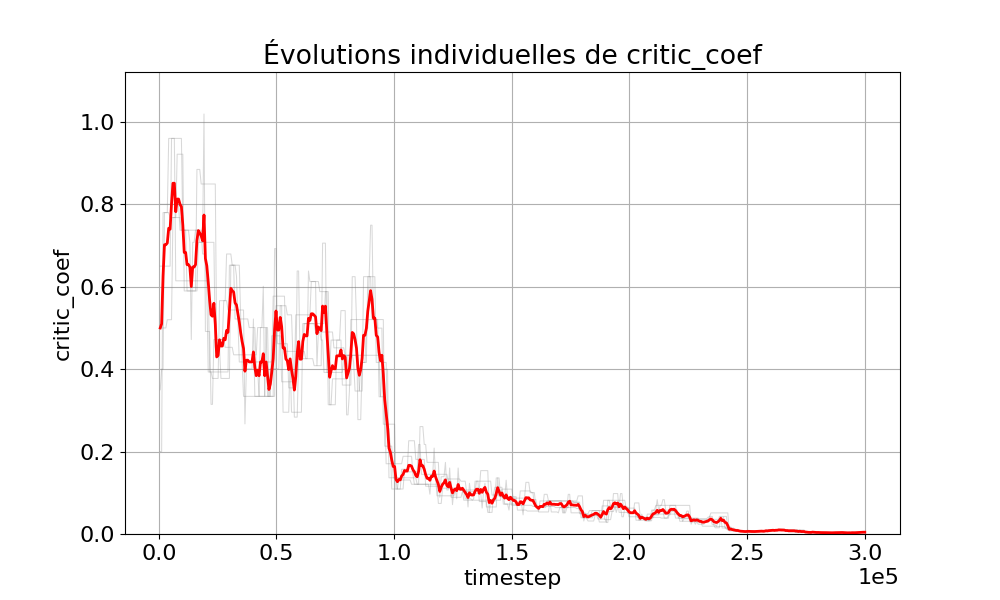 Évolutions individuelles de critic_coef
critic_coef
1.0
0.8
0.6
0.4
0.2
0.0
0.0 0.5 1.0 1.5 2.0 2.5 3.0
timestep
1e5